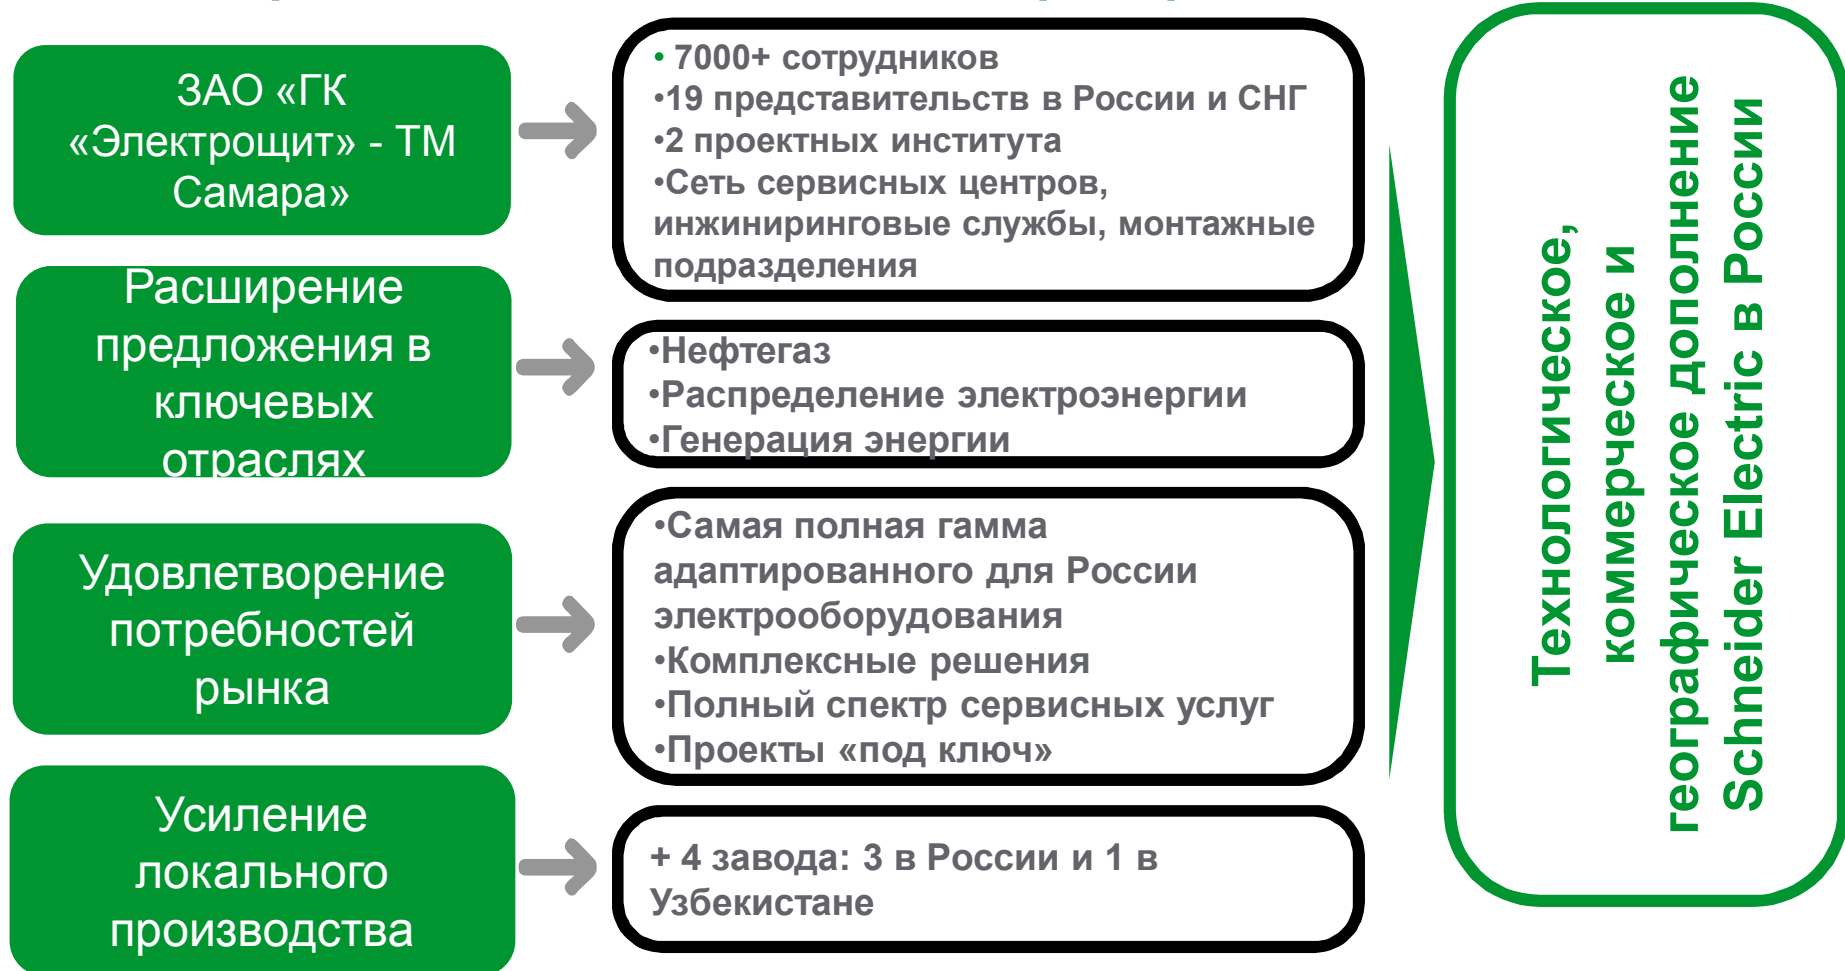 ЗАО «ГК
«Электрощит» - ТМ
Самара»
• 7000+ сотрудников
•19 представительств в России и СНГ
•2 проектных института
•Сеть сервисных центров,
инжиниринговые службы, монтажные
подразделения
Расширение
предложения в
ключевых
отраслях
•Нефтегаз
•Распределение электроэнергии
•Генерация энергии
Удовлетворение
потребностей
рынка
•Самая полная гамма
адаптированного для России
электрооборудования
•Комплексные решения
•Полный спектр сервисных услуг
•Проекты «под ключ»
Усиление
локального
производства
+ 4 завода: 3 в России и 1 в
Узбекистане
Технологическое,
коммерческое и
географическое дополнение
Schneider Electric в России